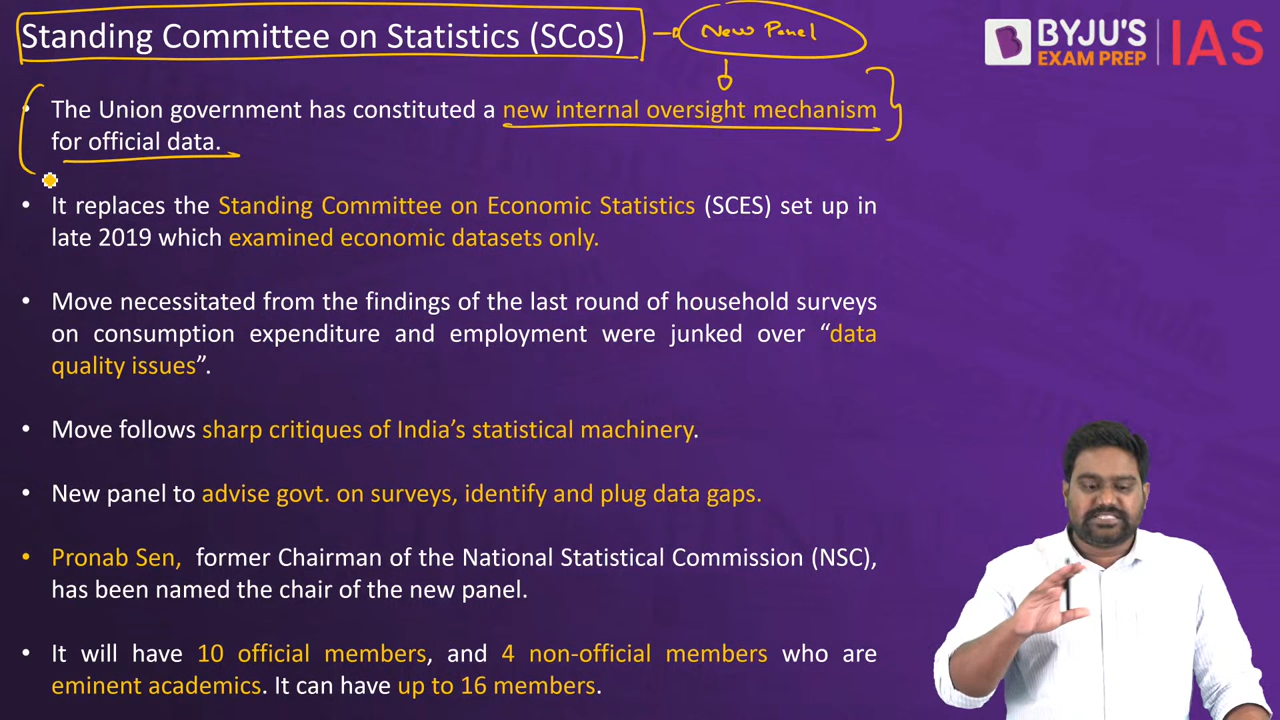 Standing Committee on Statistics (SCoS)
New Panel
BYJU'S
EXAM PREP
IAS
• The Union government has constituted a new internal oversight mechanism
for official data.
• It replaces the Standing Committee on Economic Statistics (SCES) set up in
late 2019 which examined economic datasets only.
• Move necessitated from the findings of the last round of household surveys
on consumption expenditure and employment were junked over “data
quality issues”.
• Move follows sharp critiques of India’s statistical machinery.
• New panel to advise govt. on surveys, identify and plug data gaps.
• Pronab Sen, former Chairman of the National Statistical Commission (NSC),
has been named the chair of the new panel.
• It will have 10 official members, and 4 non-official members who are
eminent academics. It can have up to 16 members.